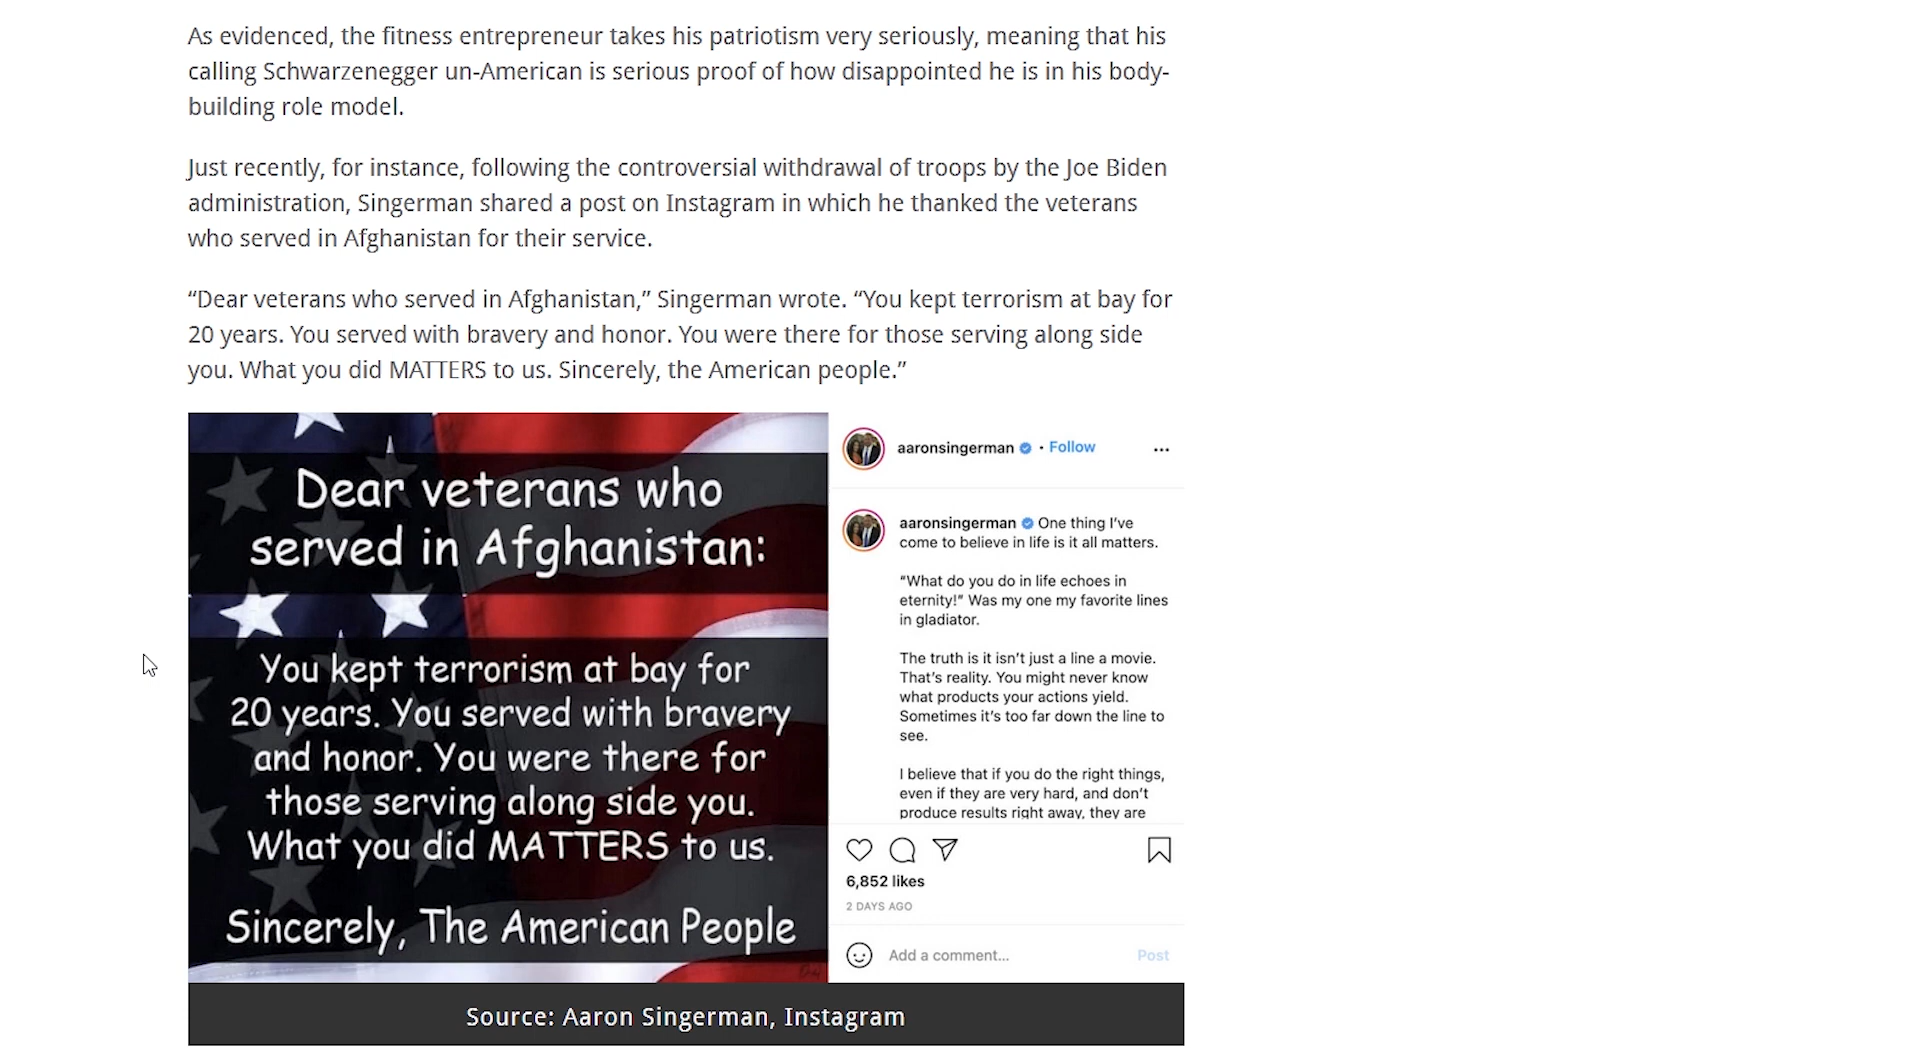 As evidenced, the fitness entrepreneur takes his patriotism very seriously, meaning that his
calling Schwarzenegger un-American is serious proof of how disappointed he is in his body-
building role model.
Just recently, for instance, following the controversial withdrawal of troops by the Joe Biden
administration, Singerman shared a post on Instagram in which he thanked the veterans
who served in Afghanistan for their service.
“Dear veterans who served in Afghanistan,” Singerman wrote. “You kept terrorism at bay for
20 years. You served with bravery and honor. You were there for those serving along side
you. What you did MATTERS to us. Sincerely, the American people.”
Dear veterans who
served in Afghanistan:
You kept terrorism at bay for
20 years. You served with bravery
and honor. You were there for
those serving along side you.
What you did MATTERS to us.
Sincerely, The American People
aaronsingerman • Follow
aaronsingerman One thing I’ve
come to believe in life is it all matters.
“What do you do in life echoes in
eternity!” Was my one my favorite lines
in gladiator.
The truth is it isn’t just a line a movie.
That’s reality. You might never know
what products your actions yield.
Sometimes it’s too far down the line to
see.
I believe that if you do the right things,
even if they are very hard, and don’t
produce results right away, they are
6,852 likes
2 DAYS AGO
Add a comment...
Post
Source: Aaron Singerman, Instagram